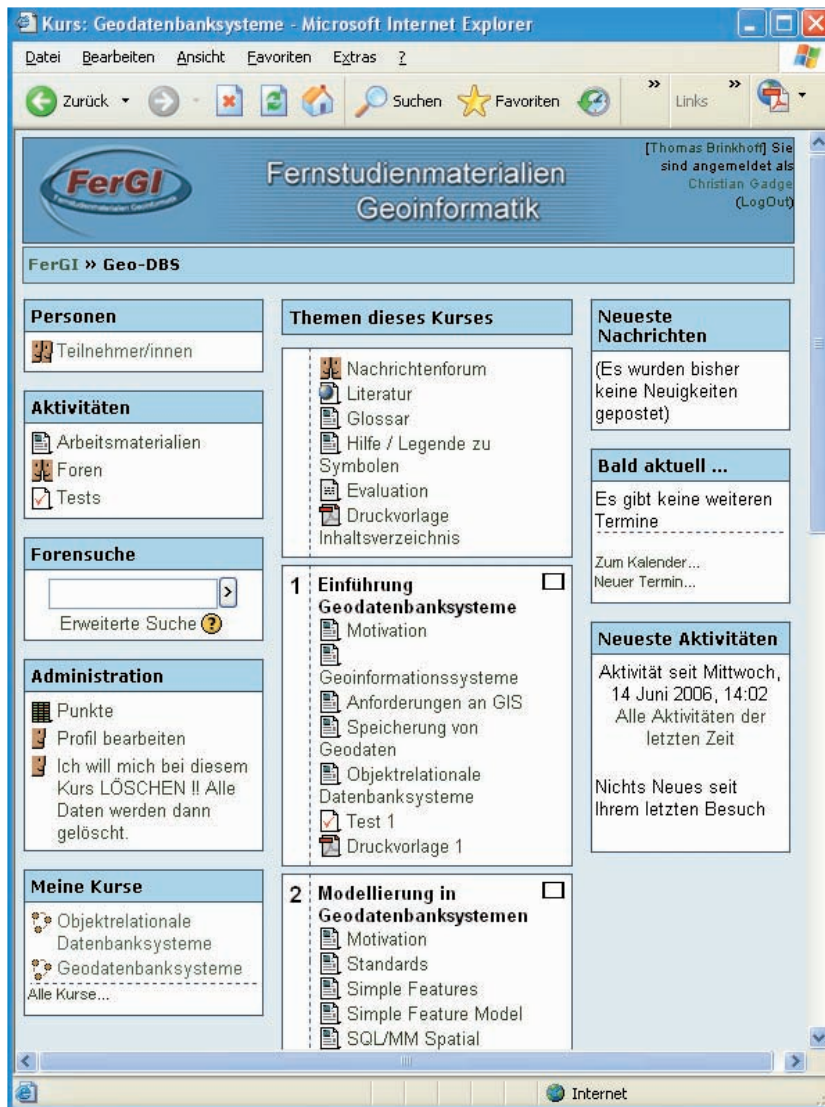 Kurs: Geodatenbanksysteme - Microsoft Internet Explorer
Datei Bearbeiten Ansicht Favoriten Extras ?
Zurück Suchen Favoriten » Links »
FerGI
Fernstudienmaterialien Geoinformatik
Fernstudienmaterialien
Geoinformatik
[Thomas Brinkhoff] Sie
sind angemeldet als
Christian Gadge
(LogOut)
FerGI » Geo-DBS
Personen
Teilnehmer/innen
Aktivitäten
Arbeitsmaterialien
Foren
Tests
Forensuche
>
Erweiterte Suche ?
Administration
Punkte
Profil bearbeiten
Ich will mich bei diesem
Kurs LÖSCHEN !! Alle
Daten werden dann
gelöscht.
Meine Kurse
Objektrelationale
Datenbanksysteme
Geodatenbanksysteme
Alle Kurse...
Themen dieses Kurses
Nachrichtenforum
Literatur
Glossar
Hilfe / Legende zu
Symbolen
Evaluation
Druckvorlage
Inhaltsverzeichnis
1 Einführung
Geodatenbanksysteme
Motivation
Geoinformationssysteme
Anforderungen an GIS
Speicherung von
Geodaten
Objektrelationale
Datenbanksysteme
Test 1
Druckvorlage 1
2 Modellierung in
Geodatenbanksystemen
Motivation
Standards
Simple Features
Simple Feature Model
SQL/MM Spatial
Neueste
Nachrichten
(Es wurden bisher
keine Neuigkeiten
gepostet)
Bald aktuell ...
Es gibt keine weiteren
Termine
Zum Kalender...
Neuer Termin...
Neueste Aktivitäten
Aktivität seit Mittwoch,
14 Juni 2006, 14:02
Alle Aktivitäten der
letzten Zeit
Nichts Neues seit
Ihrem letzten Besuch
Internet